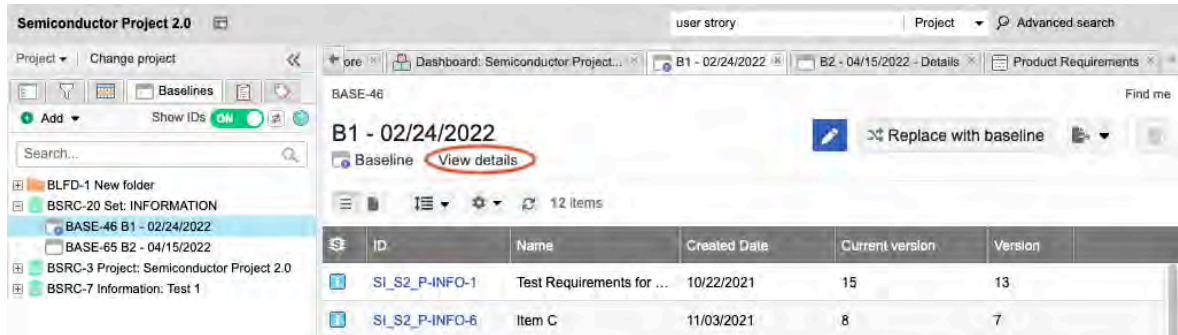 Semiconductor Project 2.0
user strory
Project
Advanced search
Project
Change project
Baselines
Add
Show IDs ON
Search...
BLFD-1 New folder
BSRC-20 Set: INFORMATION
BASE-46 B1 - 02/24/2022
BASE-65 B2 - 04/15/2022
BSRC-3 Project: Semiconductor Project 2.0
BSRC-7 Information: Test 1
ore
Dashboard: Semiconductor Project...
B1 - 02/24/2022
B2 - 04/15/2022 - Details
Product Requirements
BASE-46
Find me
B1 - 02/24/2022
Replace with baseline
Baseline View details
12 items
ID Name Created Date Current version Version
SI_S2_P-INFO-1 Test Requirements for ... 10/22/2021 15 13
SI_S2_P-INFO-6 Item C 11/03/2021 8 7